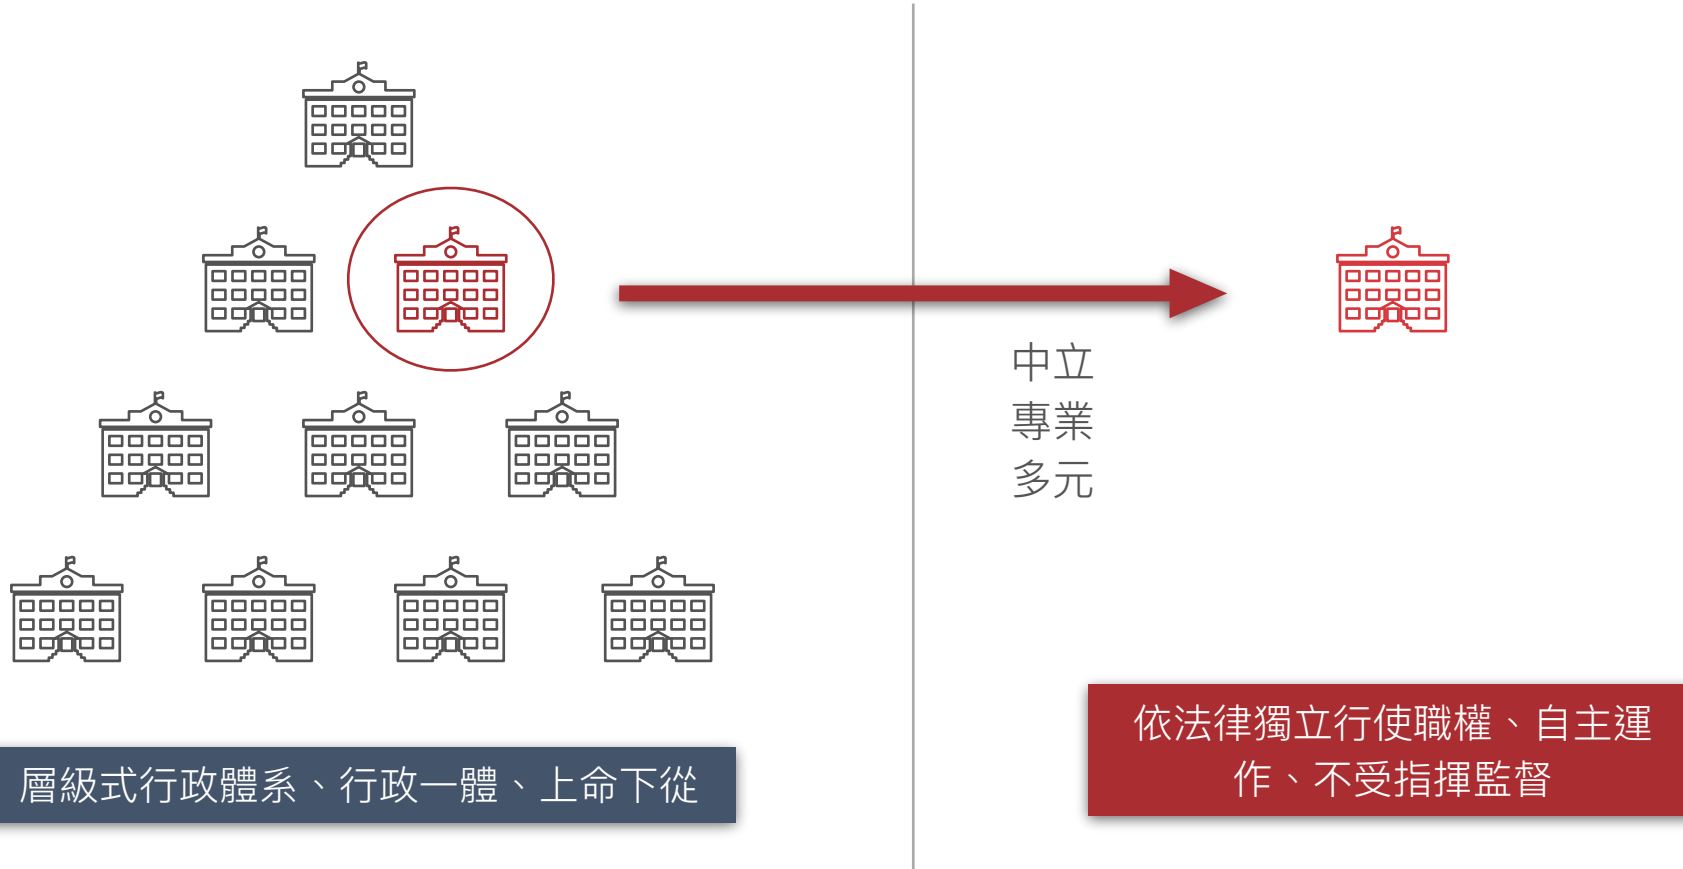 中立
專業
多元
層級式行政體系、行政一體、上命下從
依法律獨立行使職權、自主運
作、不受指揮監督